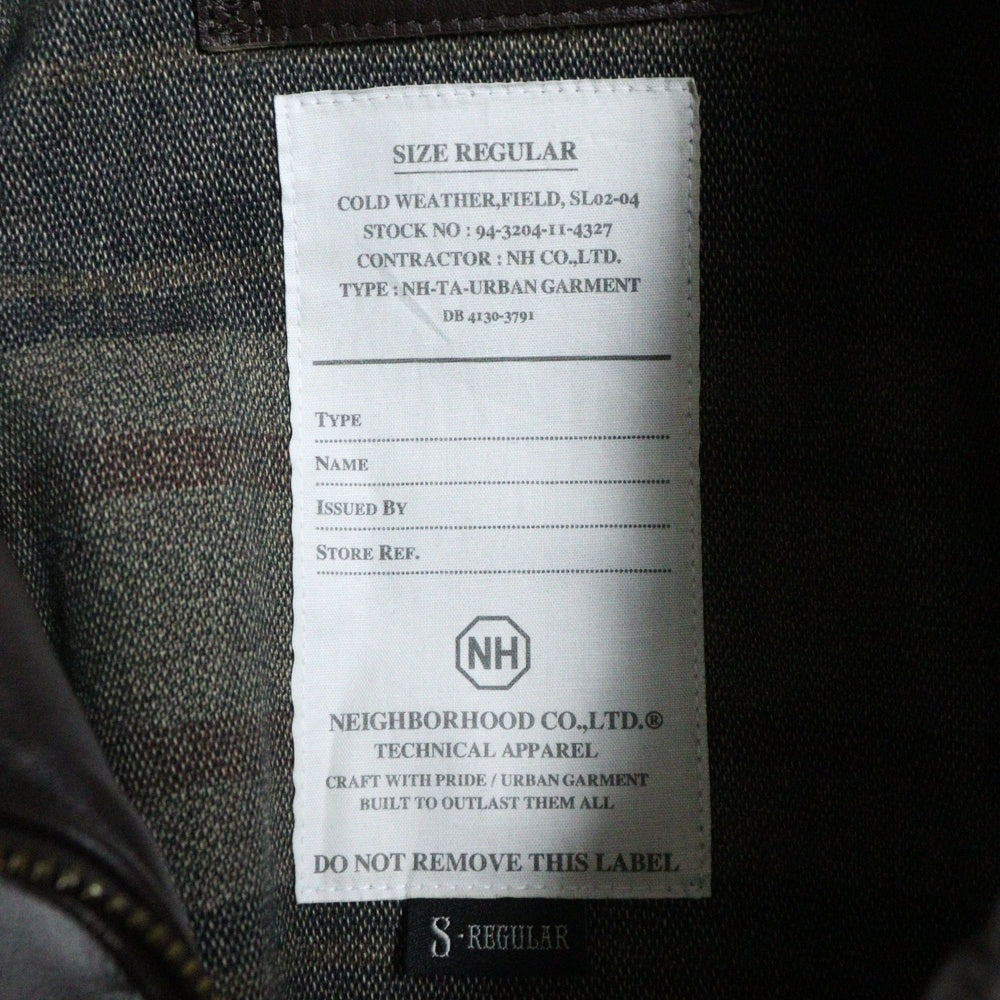 SIZE REGULAR
COLD WEATHER,FIELD, SL02-04
STOCK NO : 94-3204-11-4327
CONTRACTOR : NH CO.,LTD.
TYPE : NH-TA-URBAN GARMENT
DB 4130-3791
TYPE
NAME
ISSUED BY
STORE REF.
NH
NEIGHBORHOOD CO.,LTD.®
TECHNICAL APPAREL
CRAFT WITH PRIDE / URBAN GARMENT
BUILT TO OUTLAST THEM ALL
DO NOT REMOVE THIS LABEL
S-REGULAR